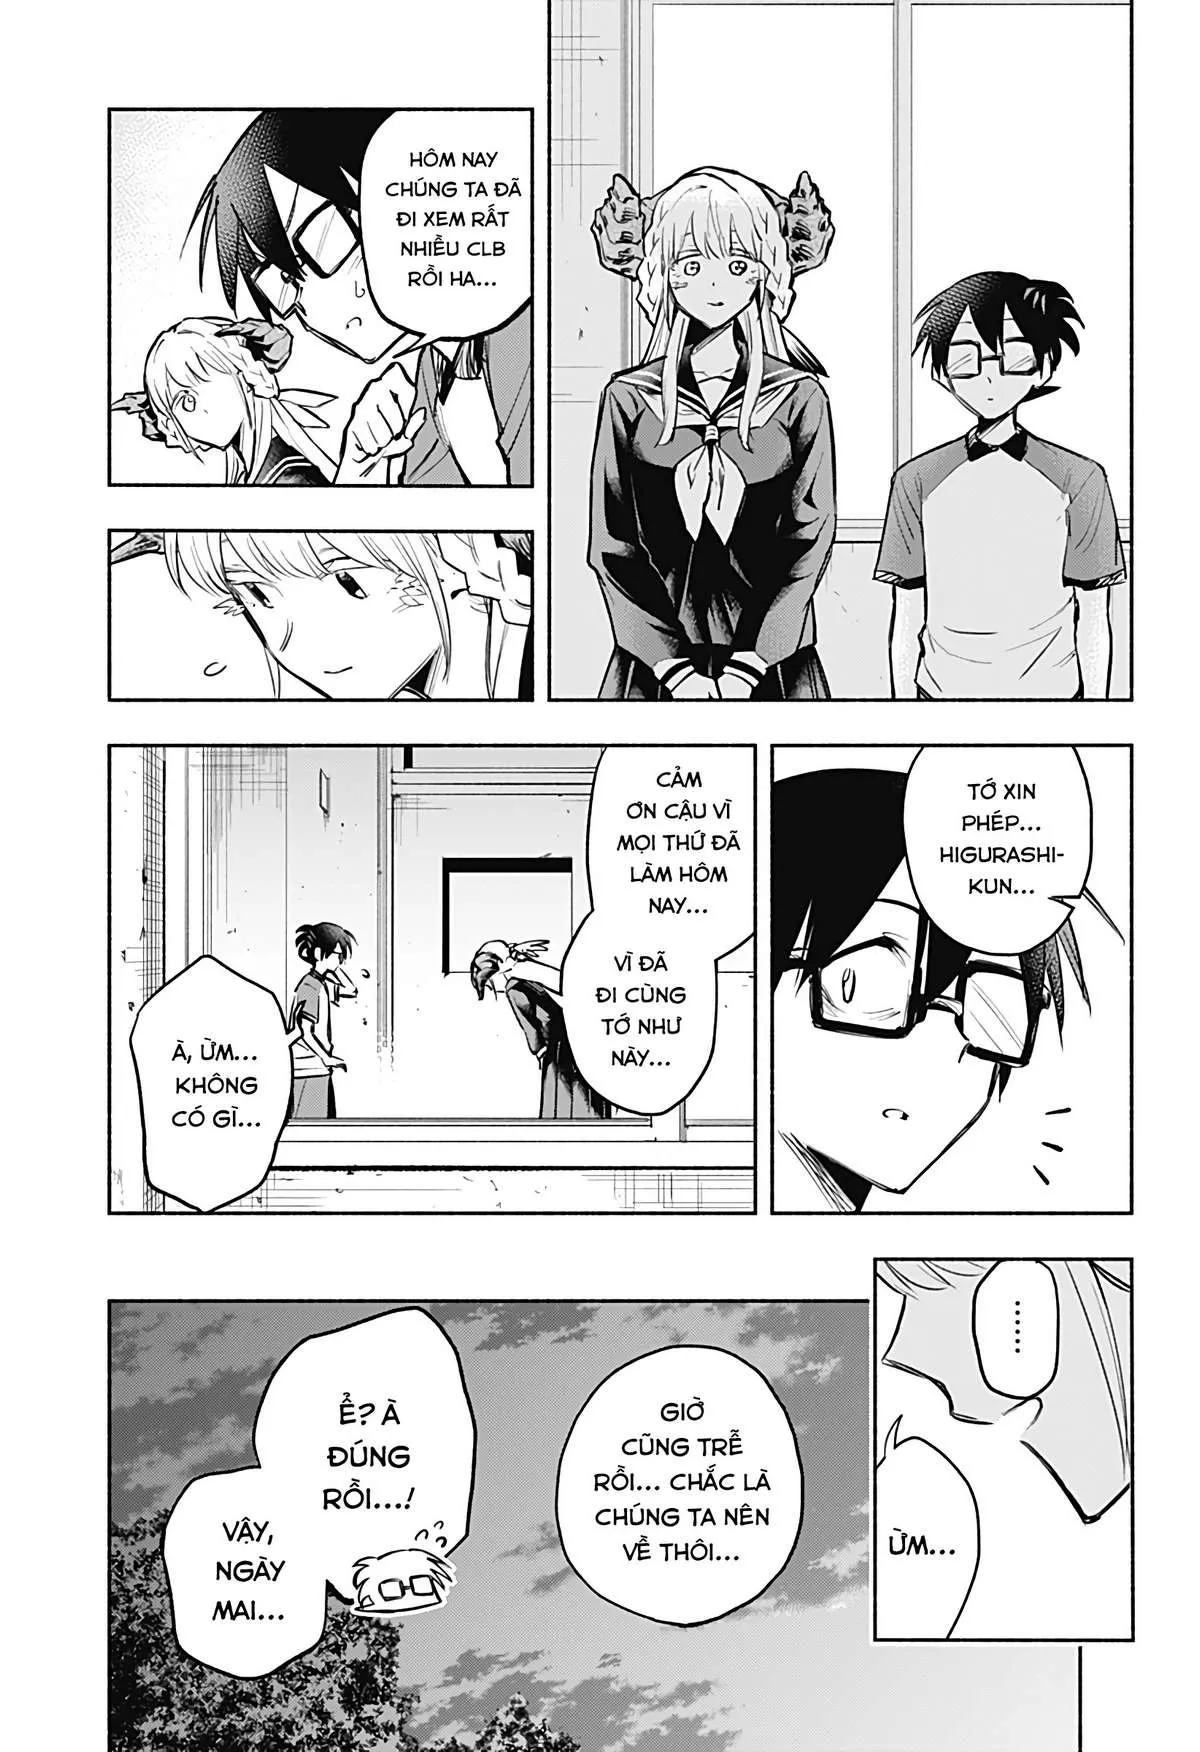 HÔM NAY
CHÚNG TA ĐÃ
ĐI XEM RẤT
NHIỀU CLB
RỒI HA...
TỚ XIN
PHÉP...
HIGURASHI-
KUN...
CẢM
ƠN CẬU VÌ
MỌI THỨ ĐÃ
LÀM HÔM
NAY...
VÌ ĐÃ
ĐI CÙNG
TỚ NHƯ
NÀY...
À, ỪM...
KHÔNG
CÓ GÌ...
......
ỪM...
GIỜ
CŨNG TRỄ
RỒI... CHẮC LÀ
CHÚNG TA NÊN
VỀ THÔI...
Ể? À
ĐÚNG
RỒI...!
VẬY,
NGÀY
MAI...